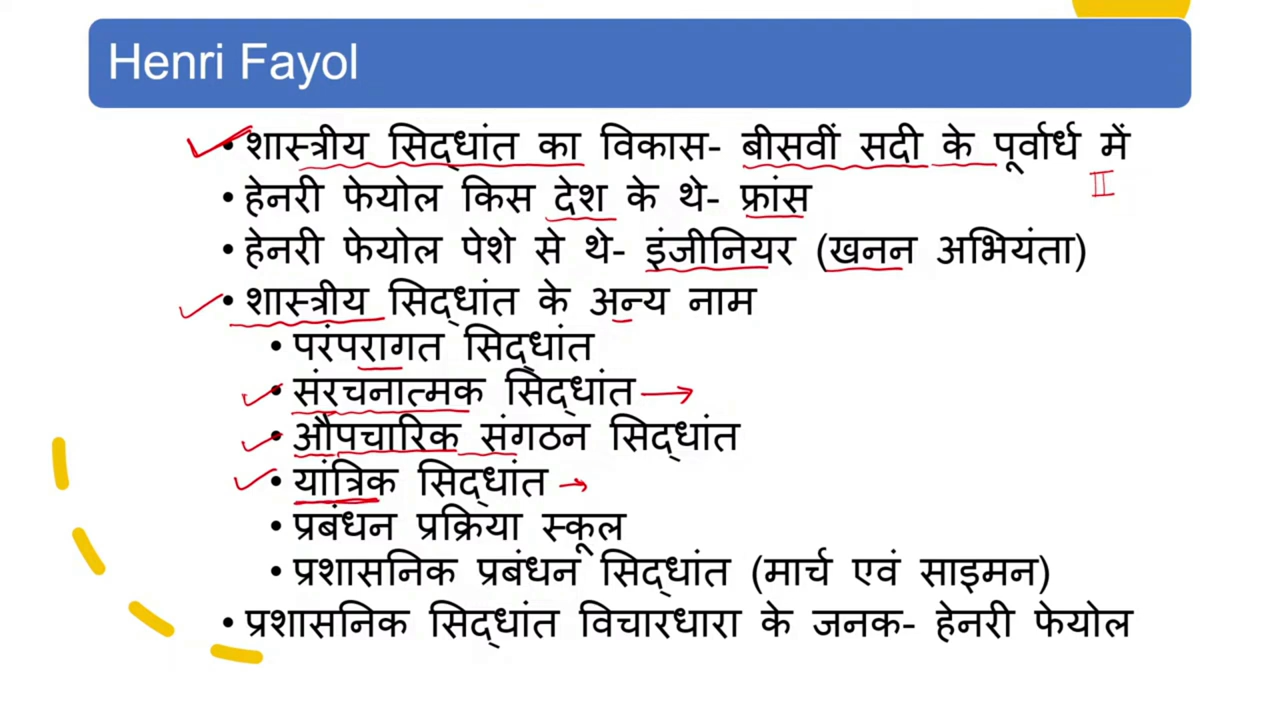 Henri Fayol
• शास्त्रीय सिद्धांत का विकास- बीसवीं सदी के पूर्वार्ध में
II
• हेनरी फेयोल किस देश के थे- फ्रांस
• हेनरी फेयोल पेशे से थे- इंजीनियर (खनन अभियंता)
• शास्त्रीय सिद्धांत के अन्य नाम
• परंपरागत सिद्धांत
• संरचनात्मक सिद्धांत →
• औपचारिक संगठन सिद्धांत
• यांत्रिक सिद्धांत →
• प्रबंधन प्रक्रिया स्कूल
• प्रशासनिक प्रबंधन सिद्धांत (मार्च एवं साइमन)
• प्रशासनिक सिद्धांत विचारधारा के जनक- हेनरी फेयोल